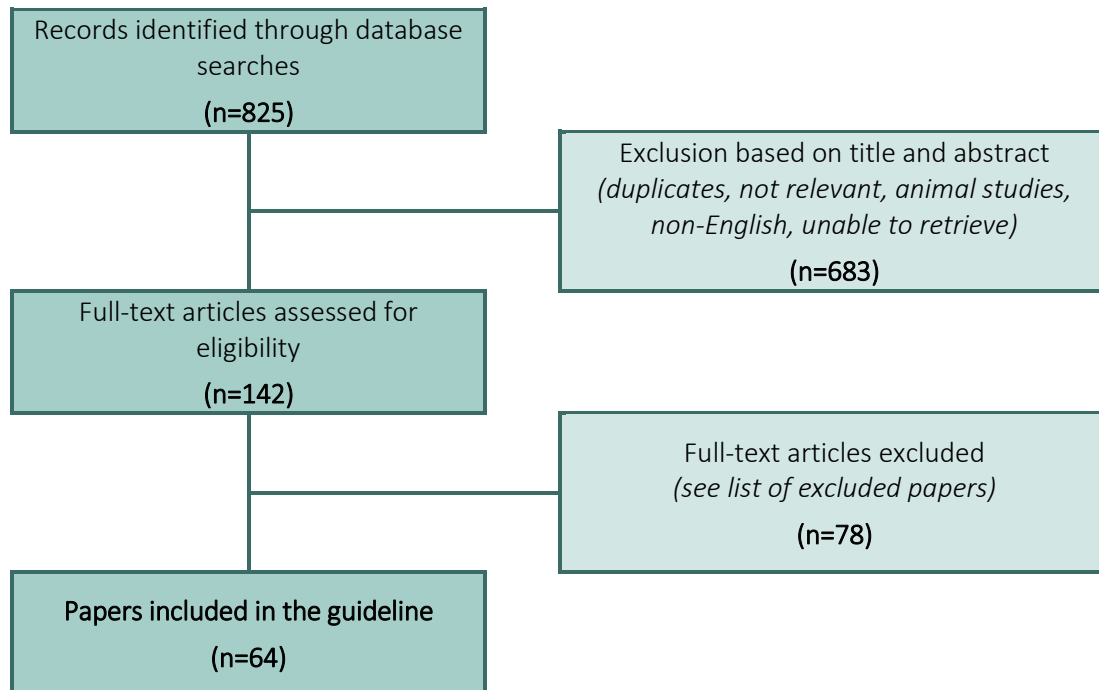 Records identified through database
searches
(n=825)
Exclusion based on title and abstract
(duplicates, not relevant, animal studies,
non-English, unable to retrieve)
(n=683)
Full-text articles assessed for
eligibility
(n=142)
Full-text articles excluded
(see list of excluded papers)
(n=78)
Papers included in the guideline
(n=64)